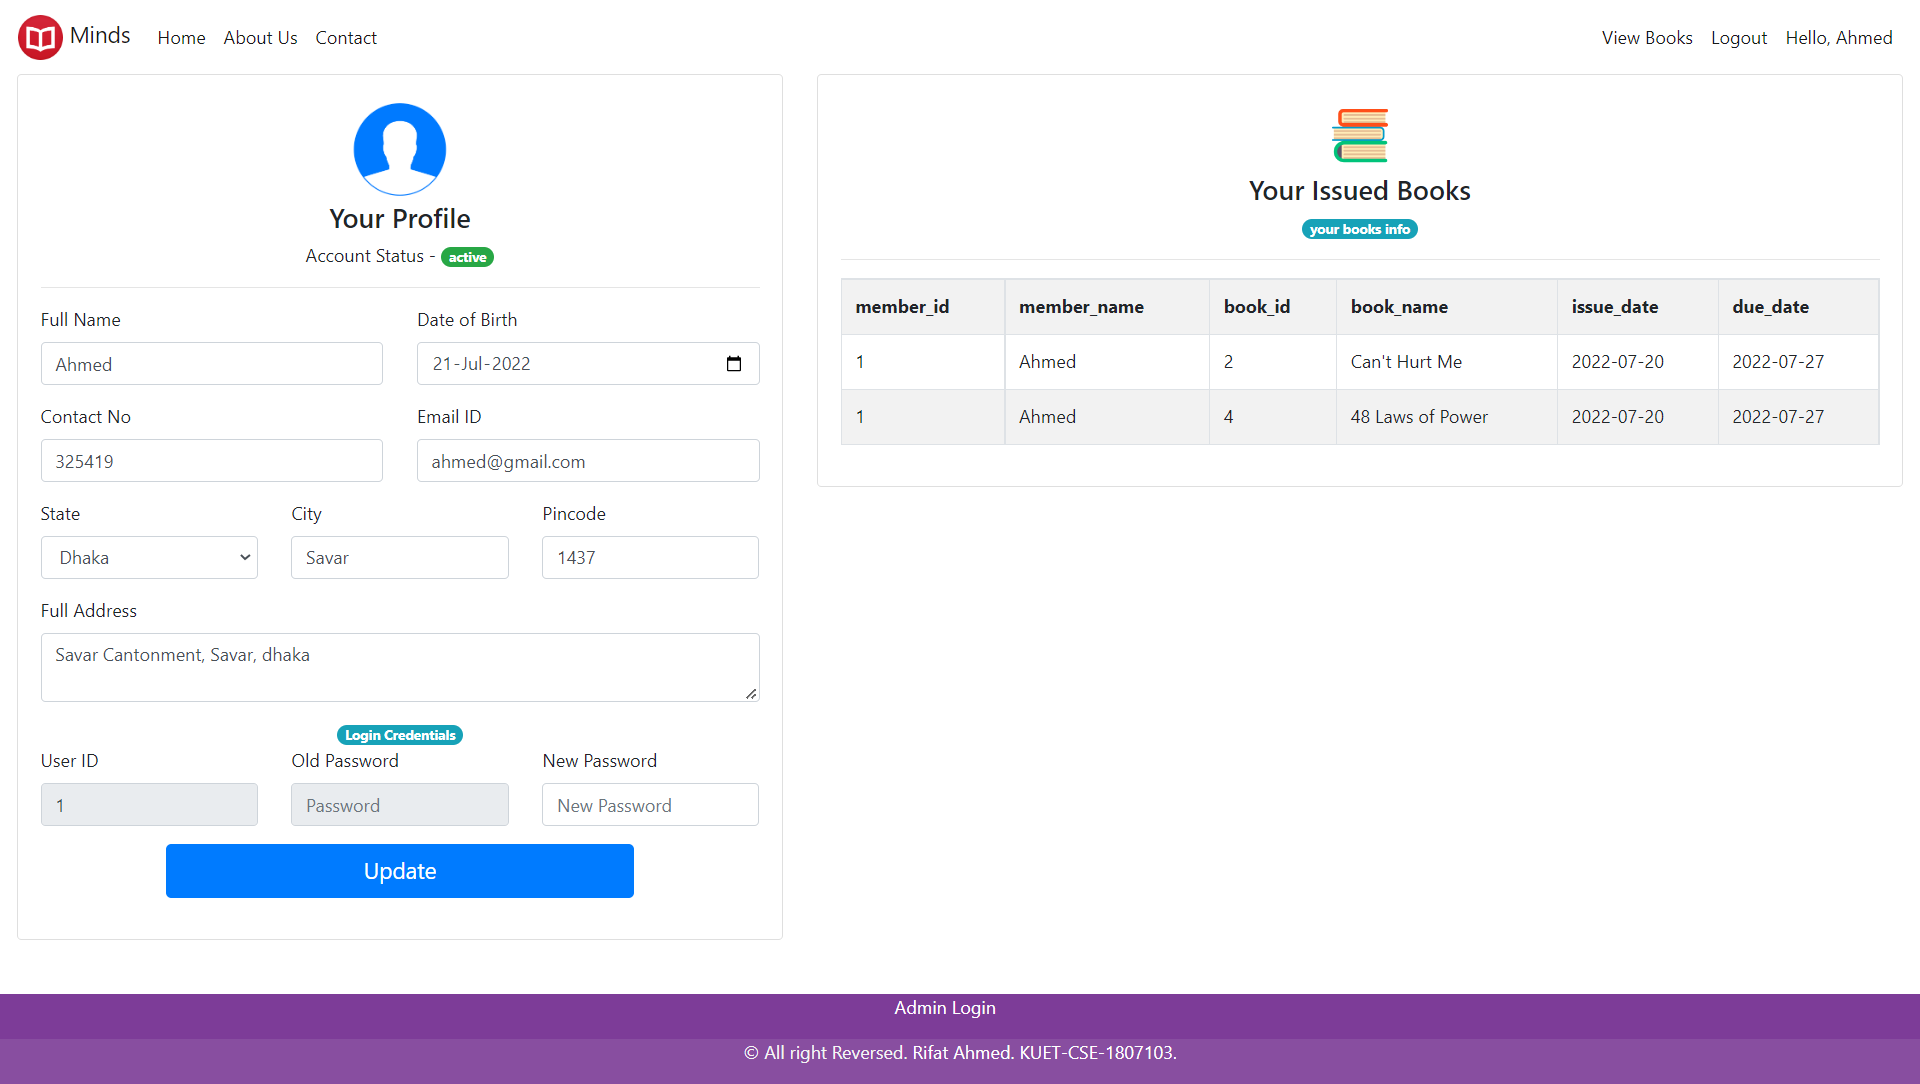 Minds Home About Us Contact View Books Logout Hello, Ahmed
Your Profile
Account Status - active
Full Name Date of Birth
Ahmed 21-Jul-2022
Contact No Email ID
325419 ahmed@gmail.com
State City Pincode
Dhaka Savar 1437
Full Address
Savar Cantonment, Savar, dhaka
Login Credentials
User ID Old Password New Password
1 Password New Password
Update
Your Issued Books
your books info
member_id member_name book_id book_name issue_date due_date
1 Ahmed 2 Can't Hurt Me 2022-07-20 2022-07-27
1 Ahmed 4 48 Laws of Power 2022-07-20 2022-07-27
Admin Login
© All right Reversed. Rifat Ahmed. KUET-CSE-1807103.